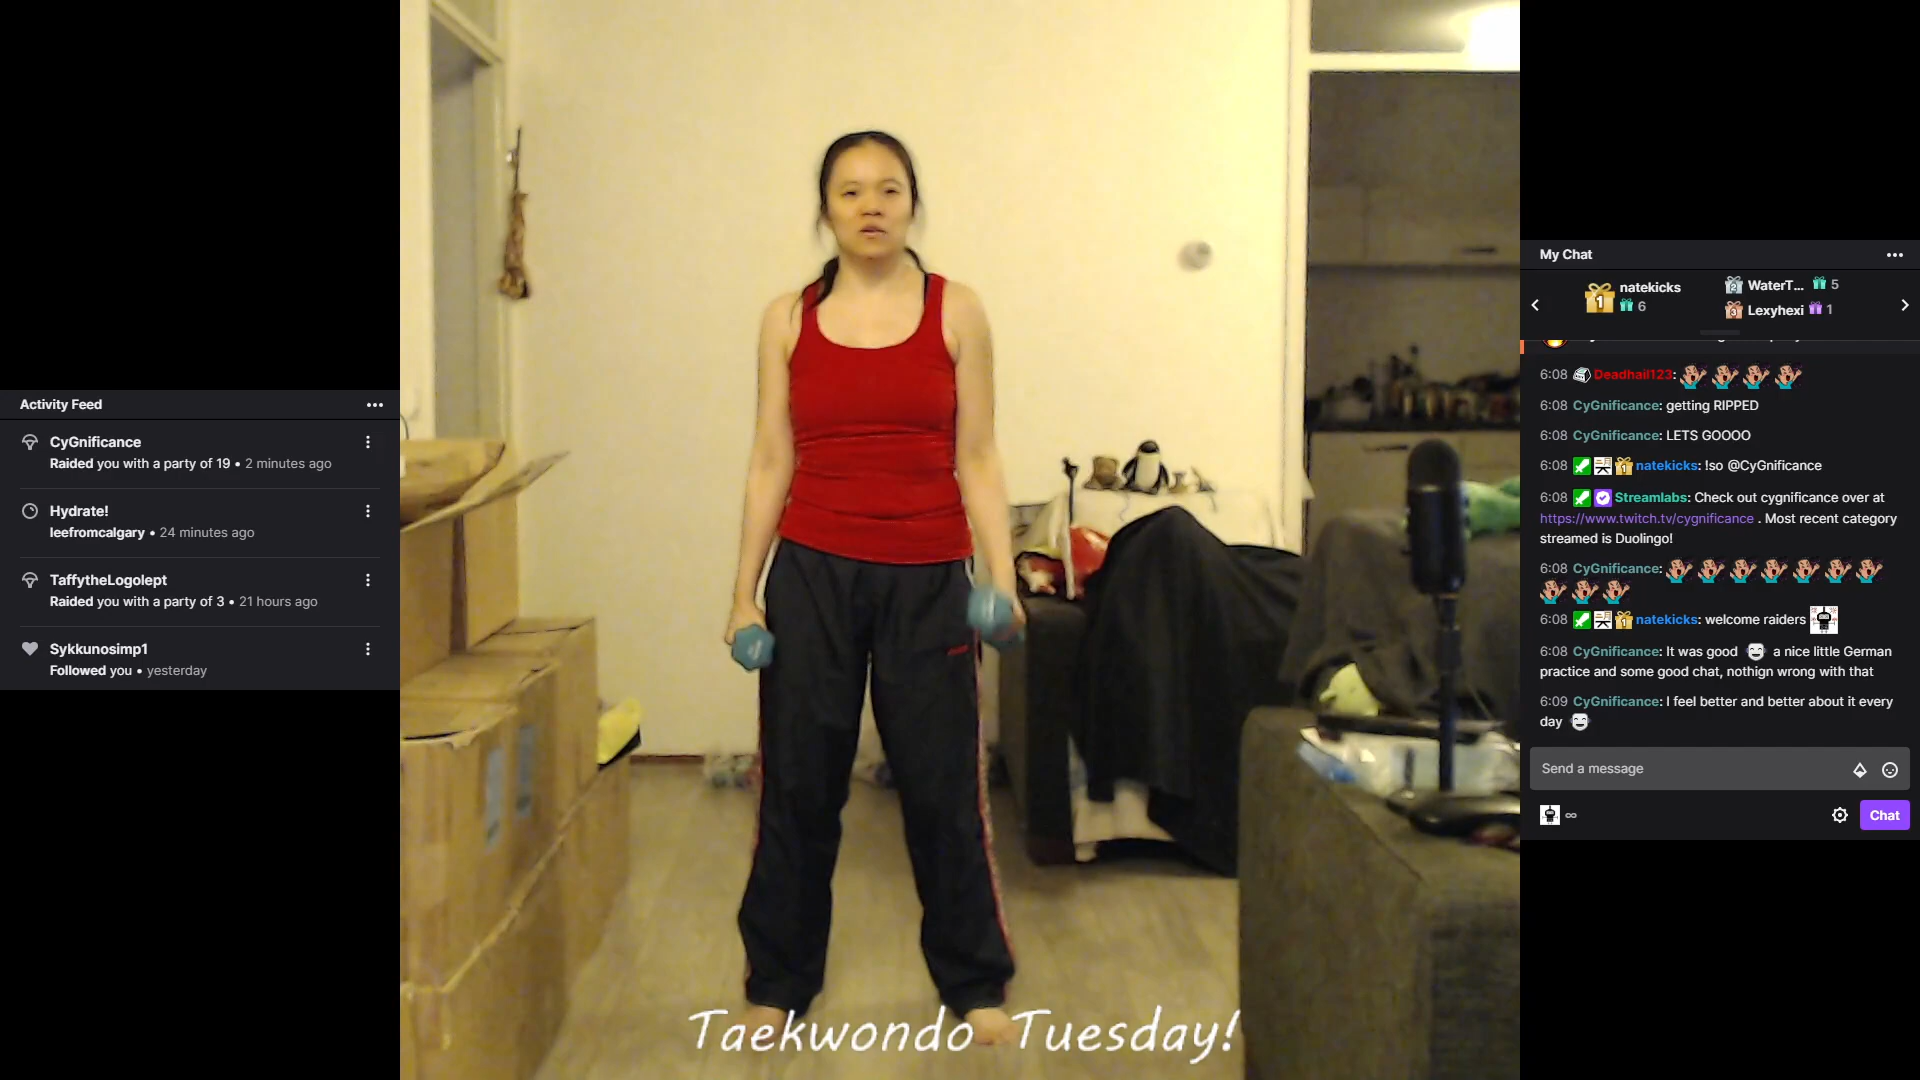 Activity Feed
CyGnificance
Raided you with a party of 19 • 2 minutes ago
Hydrate!
leefromcalgary • 24 minutes ago
TaffytheLogolept
Raided you with a party of 3 • 21 hours ago
Sykkunosimp1
Followed you • yesterday
Taekwondo Tuesday!
My Chat
1 natekicks
6
2 WaterT... 5
3 Lexyhexi 1
6:08 Deadhail123:
6:08 CyGnificance: getting RIPPED
6:08 CyGnificance: LETS GOOOO
6:08 natekicks: !so @CyGnificance
6:08 Streamlabs: Check out cygnificance over at
https://www.twitch.tv/cygnificance . Most recent category
streamed is Duolingo!
6:08 CyGnificance:
6:08 natekicks: welcome raiders
6:08 CyGnificance: It was good a nice little German
practice and some good chat, nothign wrong with that
6:09 CyGnificance: I feel better and better about it every
day
Send a message
∞
Chat